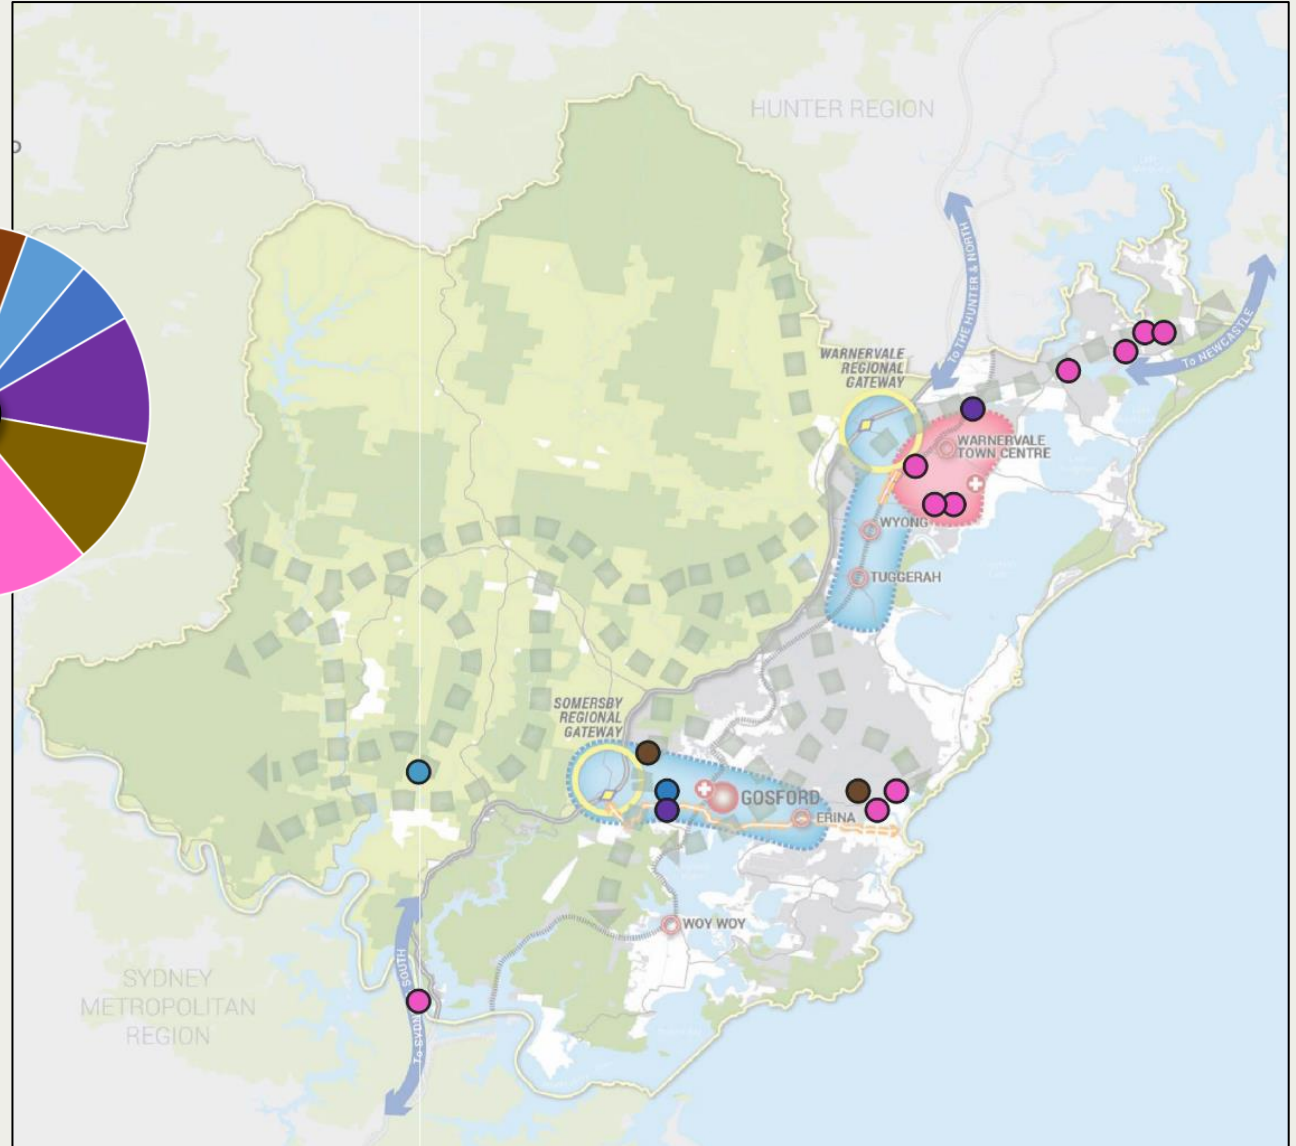 HUNTER REGION
To THE HUNTER & NORTH
To NEWCASTLE
WARNERVALE
REGIONAL
GATEWAY
WARNERVALE
TOWN CENTRE
WYONG
TUGGERAH
SOMERSBY
REGIONAL
GATEWAY
GOSFORD
ERINA
WOY WOY
SYDNEY
METROPOLITAN
REGION
SOUTH